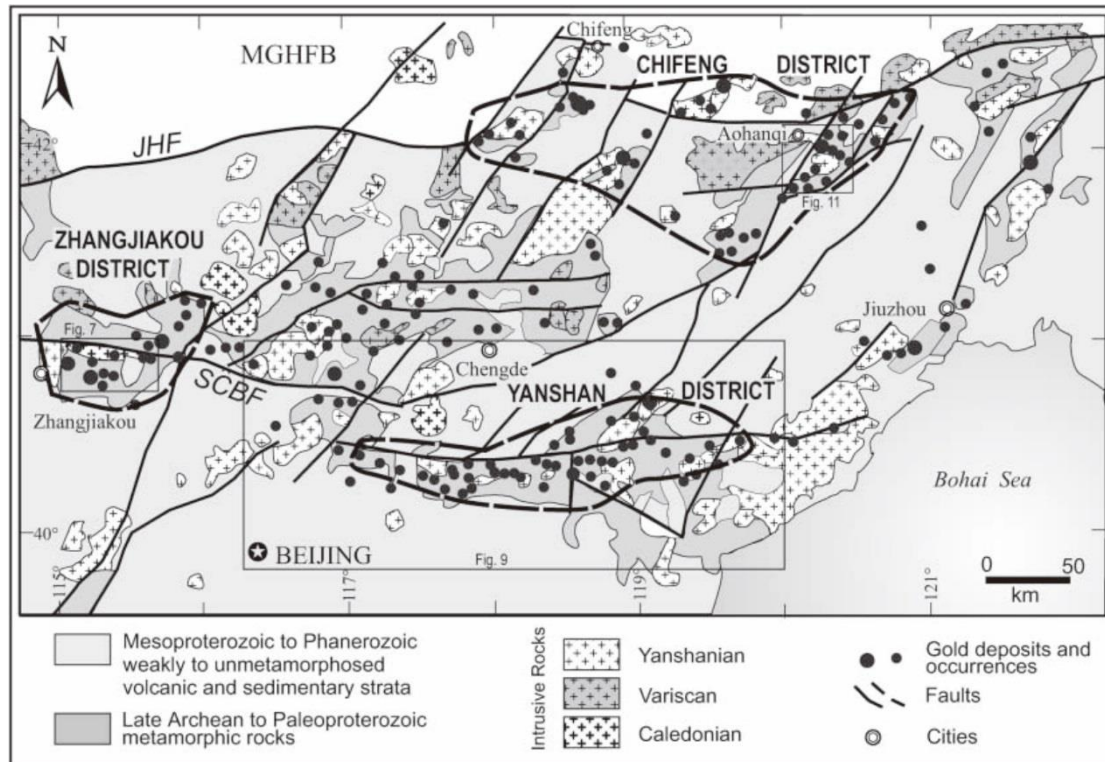 N
MGHFB
Chifeng
CHIFENG DISTRICT
JHF
42°
Aohanqi
Fig. 11
ZHANGJIAKOU
DISTRICT
Fig. 7
Jiuzhou
SCBF
Chengde
YANSHAN DISTRICT
Zhangjiakou
Bohai Sea
40°
BEIJING
Fig. 9
0 50
km
115°
117°
119°
121°
Mesoproterozoic to Phanerozoic
weakly to unmetamorphosed
volcanic and sedimentary strata
Late Archean to Paleoproterozoic
metamorphic rocks
Intrusive Rocks
Yanshanian
Variscan
Caledonian
Gold deposits and
occurrences
Faults
Cities